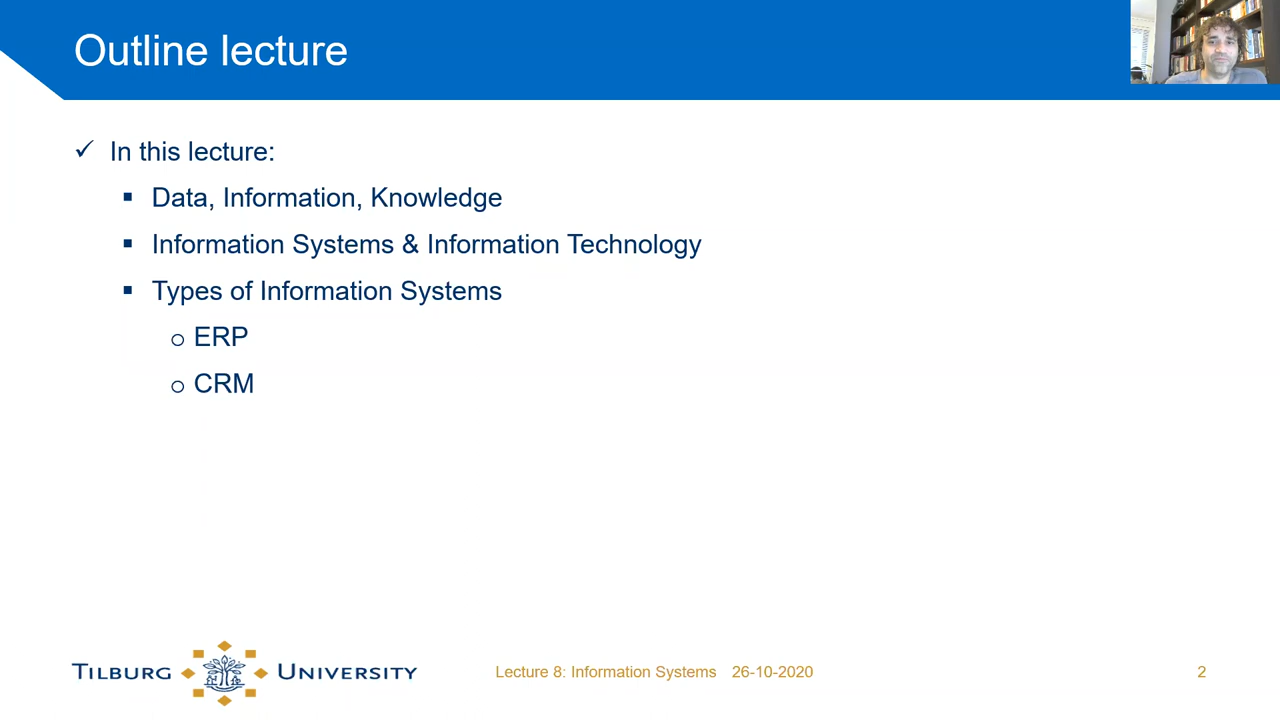 Outline lecture
✓ In this lecture:
▪ Data, Information, Knowledge
▪ Information Systems & Information Technology
▪ Types of Information Systems
o ERP
o CRM
TILBURG UNIVERSITY
Lecture 8: Information Systems 26-10-2020
2